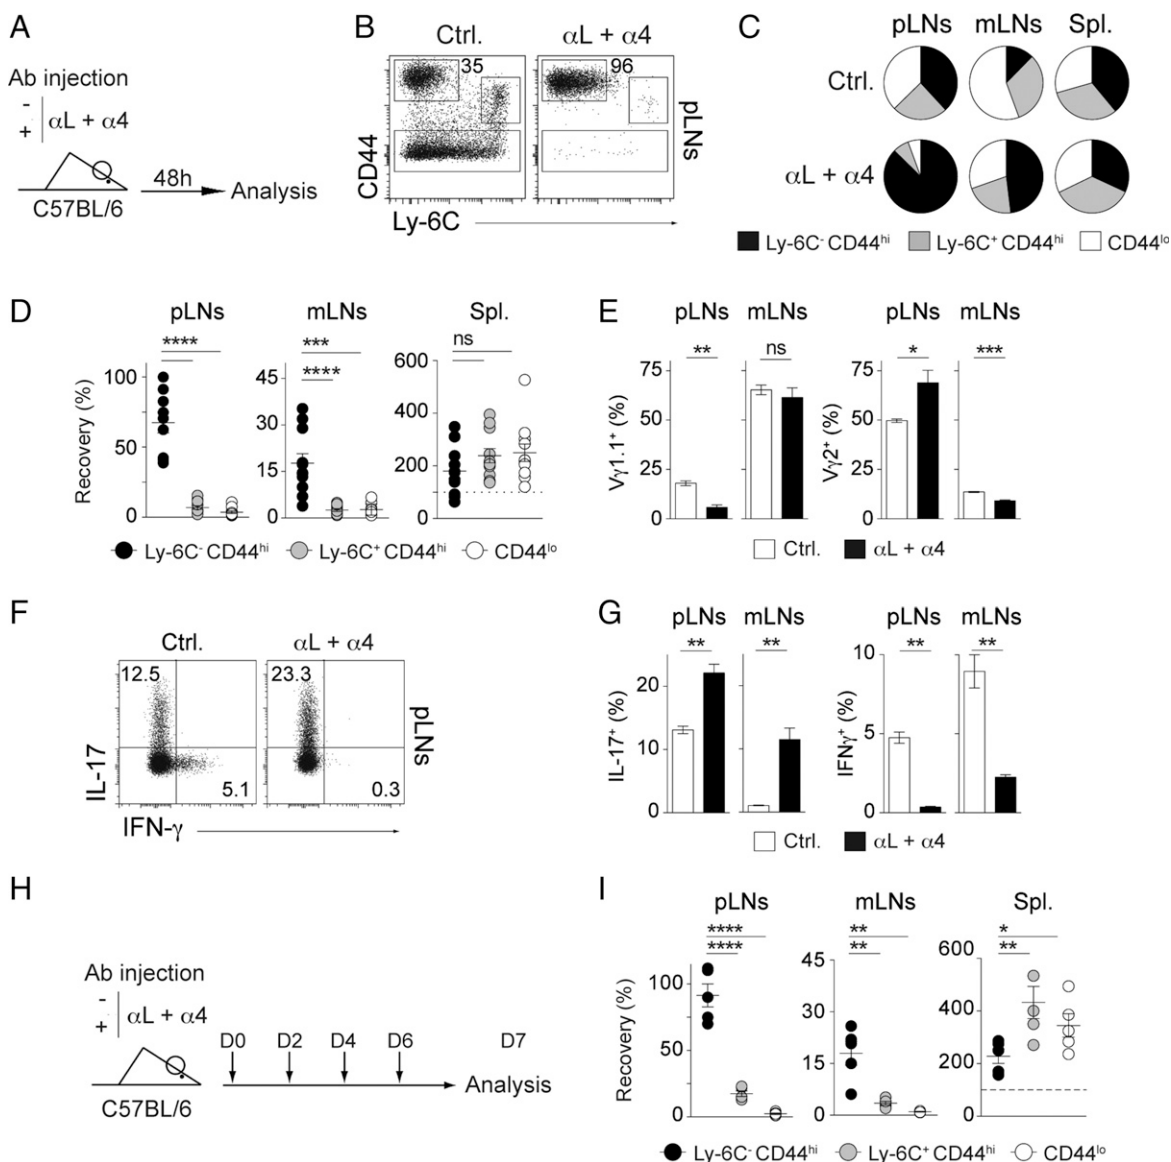 A
Ab injection
-
+
αL + α4
C57BL/6
48h
Analysis
B
Ctrl.
αL + α4
35
96
CD44
pLNs
Ly-6C
C
pLNs
mLNs
Spl.
Ctrl.
αL + α4
Ly-6C- CD44hi
Ly-6C+ CD44hi
CD44lo
D
pLNs
mLNs
Spl.
****
***
****
ns
Recovery (%)
100
50
0
45
30
15
0
600
400
200
0
Ly-6C- CD44hi
Ly-6C+ CD44hi
CD44lo
E
pLNs
mLNs
pLNs
mLNs
**
ns
*
***
Vγ1.1+ (%)
75
50
25
0
Vγ2+ (%)
75
50
25
0
Ctrl.
αL + α4
F
Ctrl.
αL + α4
12.5
23.3
5.1
0.3
IL-17
pLNs
IFN-γ
G
pLNs
mLNs
pLNs
mLNs
**
**
**
**
IL-17+ (%)
20
10
0
IFNγ+ (%)
10
5
0
Ctrl.
αL + α4
H
Ab injection
-
+
αL + α4
C57BL/6
D0
D2
D4
D6
D7
Analysis
I
pLNs
mLNs
Spl.
****
****
**
**
*
**
Recovery (%)
100
50
0
45
30
15
0
600
400
200
0
Ly-6C- CD44hi
Ly-6C+ CD44hi
CD44lo